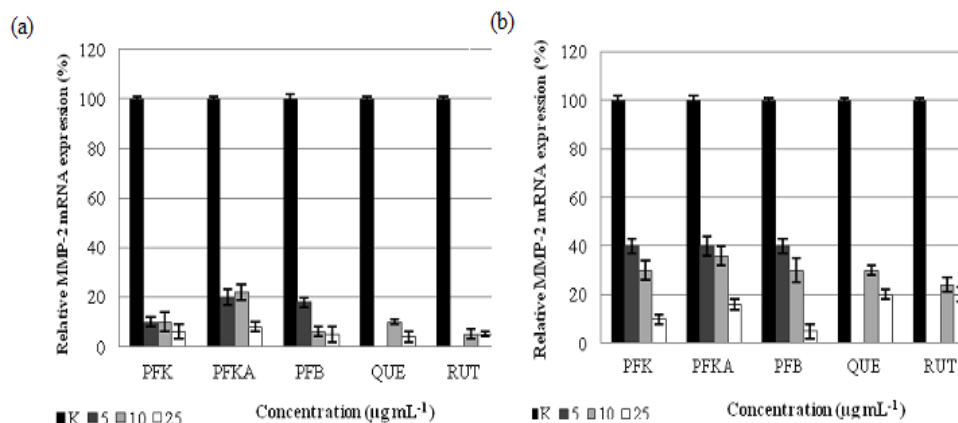 (a)
Relative MMP-2 mRNA expression (%)
120
100
80
60
40
20
0
PFK PFKA PFB QUE RUT
Concentration (µg mL-1)
K 5 10 25
(b)
Relative MMP-2 mRNA expression (%)
120
100
80
60
40
20
0
PFK PFKA PFB QUE RUT
Concentration (µg mL-1)
K 5 10 25